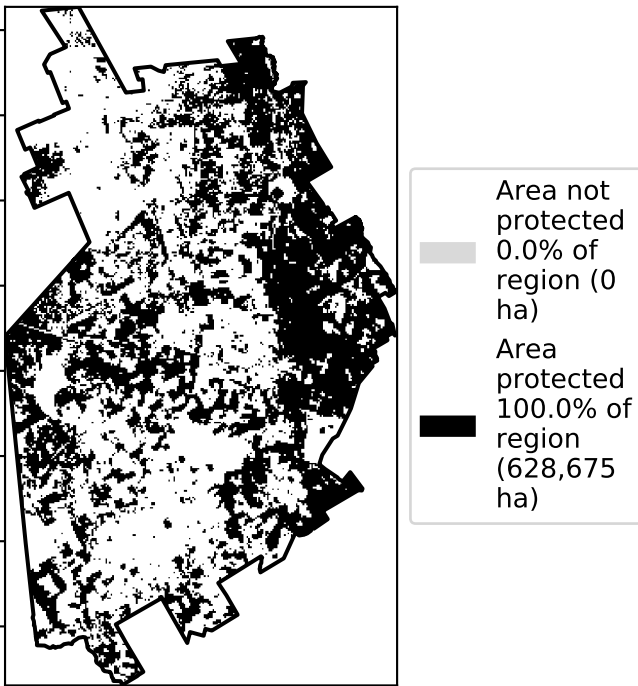 Area not
protected
0.0% of
region (0
ha)
Area
protected
100.0% of
region
(628,675
ha)